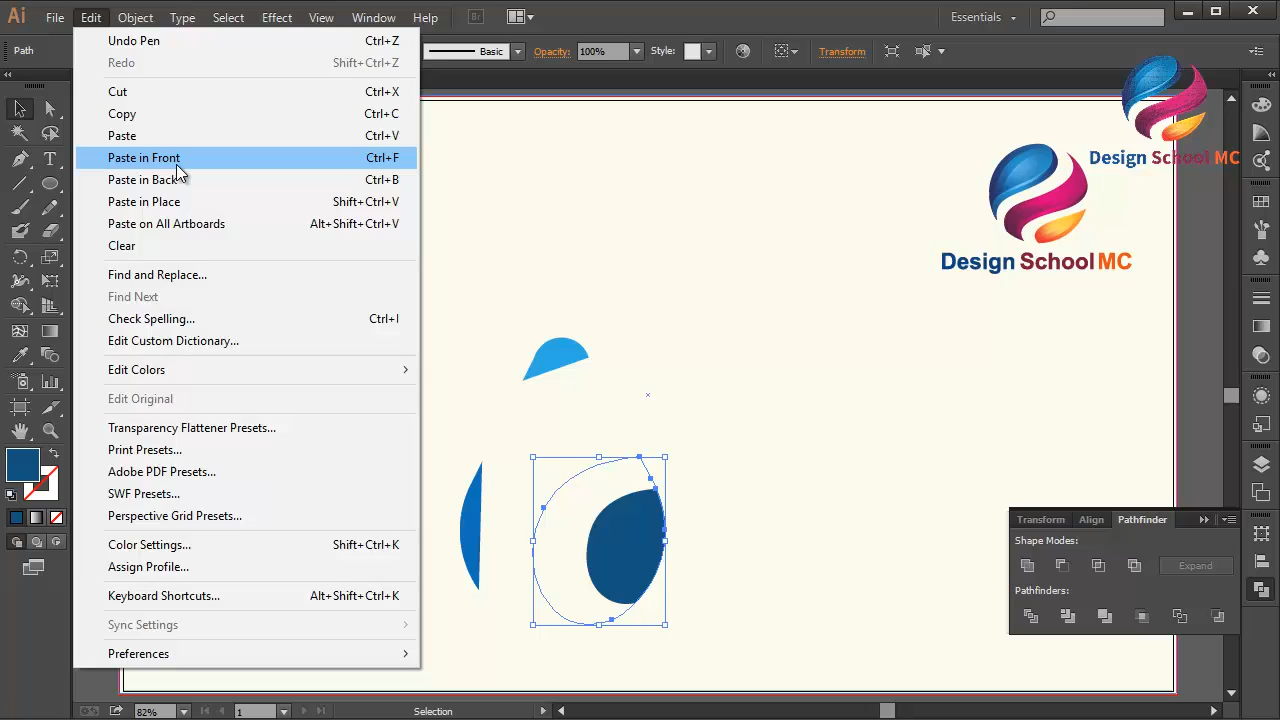 Ai File Edit Object Type Select Effect View Window Help Br Essentials
Path Basic Opacity: 100% Style: Transform
Undo Pen Ctrl+Z
Redo Shift+Ctrl+Z
Cut Ctrl+X
Copy Ctrl+C
Paste Ctrl+V
Paste in Front Ctrl+F
Paste in Back Ctrl+B
Paste in Place Shift+Ctrl+V
Paste on All Artboards Alt+Shift+Ctrl+V
Clear
Find and Replace...
Find Next
Check Spelling... Ctrl+I
Edit Custom Dictionary...
Edit Colors
Edit Original
Transparency Flattener Presets...
Print Presets...
Adobe PDF Presets...
SWF Presets...
Perspective Grid Presets...
Color Settings... Shift+Ctrl+K
Assign Profile...
Keyboard Shortcuts... Alt+Shift+Ctrl+K
Sync Settings
Preferences
Design School MC
Design School MC
Transform Align Pathfinder
Shape Modes:
Expand
Pathfinders:
82% 1 Selection